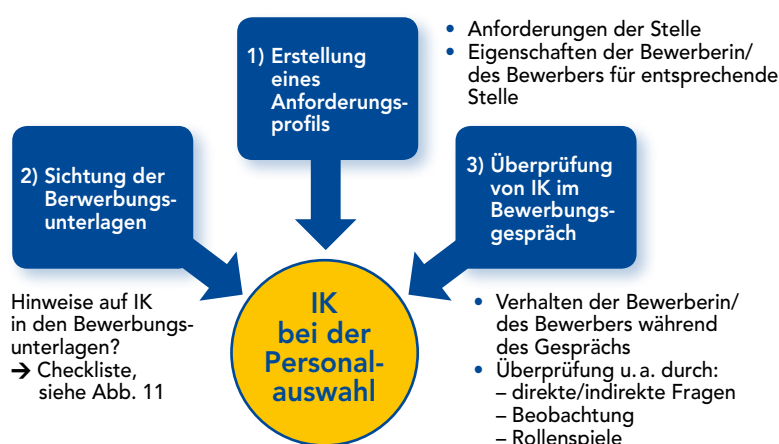 1) Erstellung
eines
Anforderungs-
profils
• Anforderungen der Stelle
• Eigenschaften der Bewerberin/
des Bewerbers für entsprechende
Stelle
2) Sichtung der
Berwerbungs-
unterlagen
Hinweise auf IK
in den Bewerbungs-
unterlagen?
→ Checkliste,
siehe Abb. 11
3) Überprüfung
von IK im
Bewerbungs-
gespräch
• Verhalten der Bewerberin/
des Bewerbers während
des Gesprächs
• Überprüfung u. a. durch:
– direkte/indirekte Fragen
– Beobachtung
– Rollenspiele
IK
bei der
Personal-
auswahl